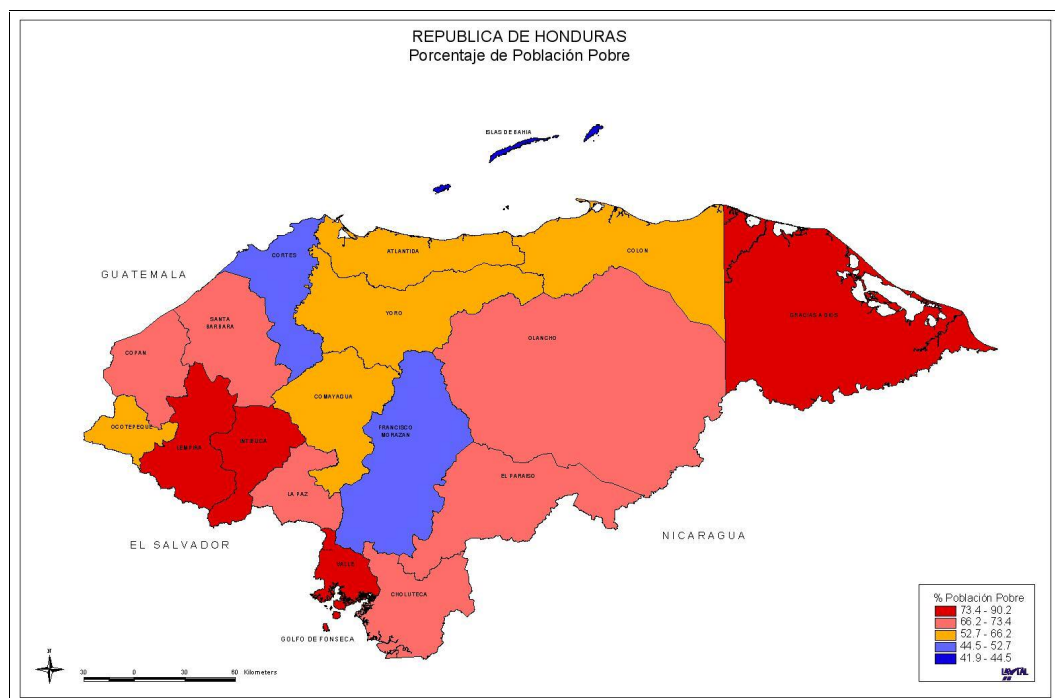 REPUBLICA DE HONDURAS
Porcentaje de Población Pobre
ISLAS DE BAHIA
GUATEMALA
CORTES
ATLANTIDA
COLON
SANTA
BARBARA
YORO
GRACIAS A DIOS
COPAN
OLANCHO
COMAYAGUA
OCOTEPEQUE
FRANCISCO
MORAZAN
LEMPIRA
INTIBUCA
EL PARAISO
LA PAZ
EL SALVADOR
NICARAGUA
VALLE
CHOLUTECA
GOLFO DE FONSECA
% Población Pobre
73.4 - 90.2
66.2 - 73.4
52.7 - 66.2
44.5 - 52.7
41.9 - 44.5
N
30 0 30 60 Kilometers